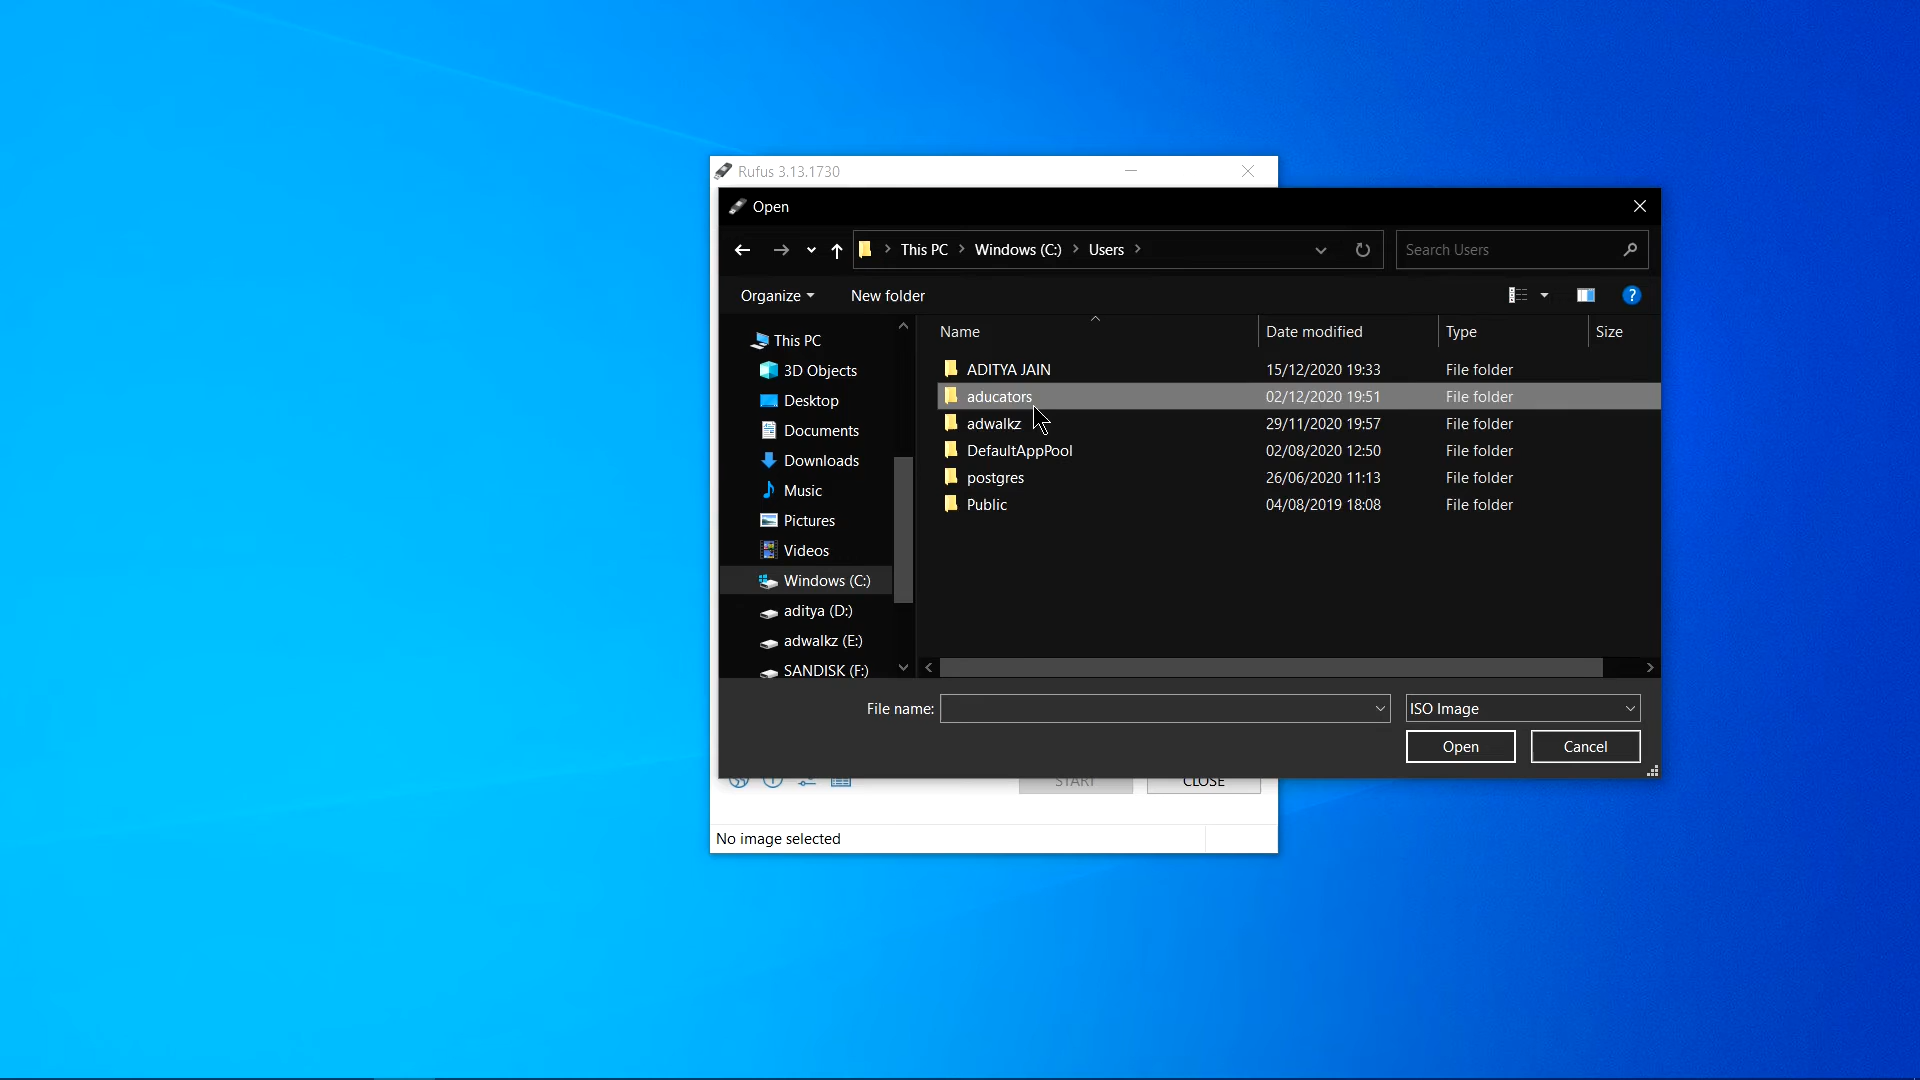 Rufus 3.13.1730
Open
This PC > Windows (C:) > Users >
Search Users
Organize
New folder
Name
Date modified
Type
Size
This PC
3D Objects
Desktop
Documents
Downloads
Music
Pictures
Videos
Windows (C:)
aditya (D:)
adwalkz (E:)
SANDISK (F:)
ADITYA JAIN 15/12/2020 19:33 File folder
aducators 02/12/2020 19:51 File folder
adwalkz 29/11/2020 19:57 File folder
DefaultAppPool 02/08/2020 12:50 File folder
postgres 26/06/2020 11:13 File folder
Public 04/08/2019 18:08 File folder
File name:
ISO Image
Open
Cancel
START
CLOSE
No image selected